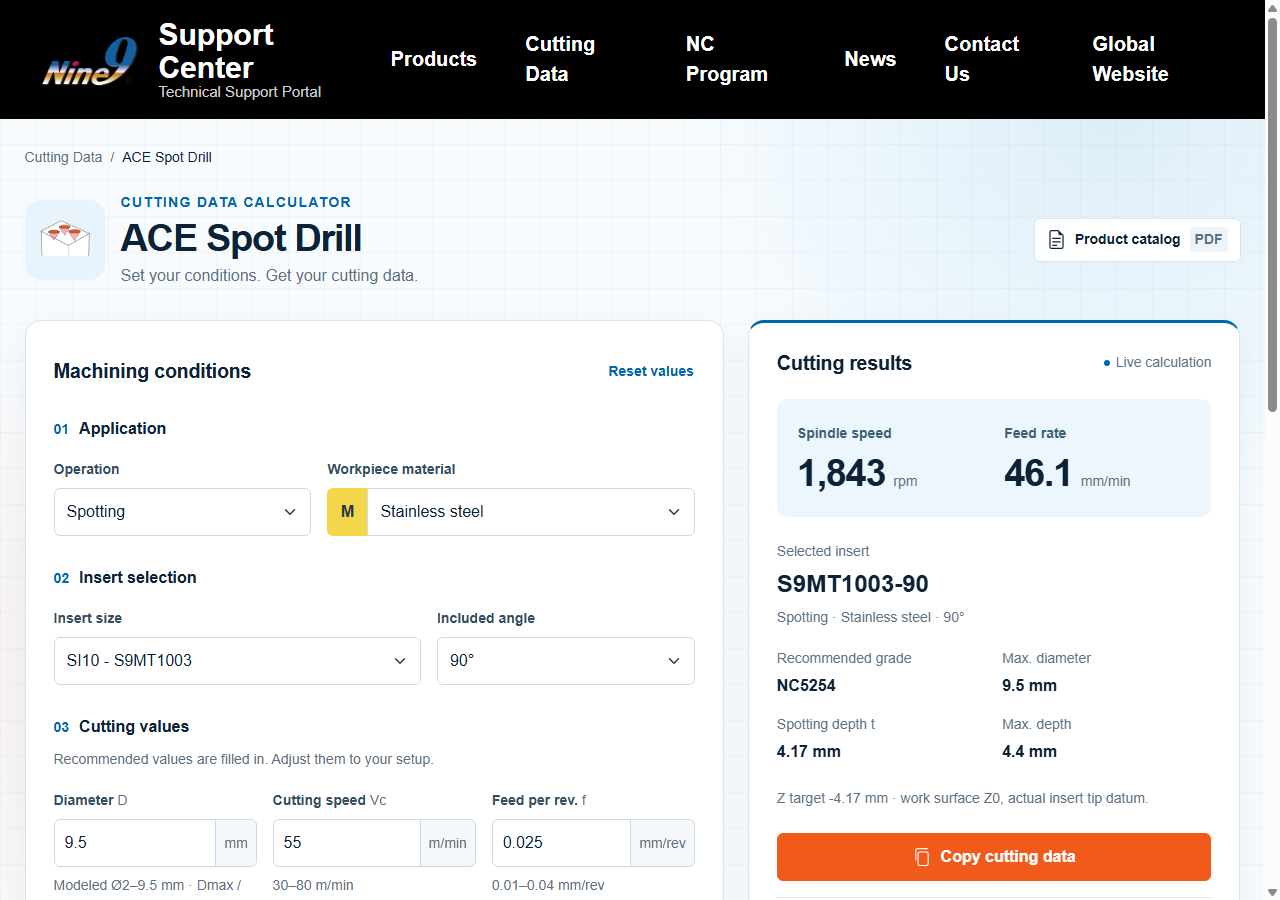 Nine9
Support Center
Technical Support Portal
Products
Cutting Data
NC Program
News
Contact Us
Global Website
Cutting Data / ACE Spot Drill
CUTTING DATA CALCULATOR
ACE Spot Drill
Set your conditions. Get your cutting data.
Product catalog PDF
Machining conditions
Reset values
01 Application
Operation
Workpiece material
Spotting
M Stainless steel
02 Insert selection
Insert size
Included angle
SI10 - S9MT1003
90°
03 Cutting values
Recommended values are filled in. Adjust them to your setup.
Diameter D
Cutting speed Vc
Feed per rev. f
9.5 mm
55 m/min
0.025 mm/rev
Modeled Ø2–9.5 mm · Dmax /
30–80 m/min
0.01–0.04 mm/rev
Cutting results
Live calculation
Spindle speed
Feed rate
1,843 rpm
46.1 mm/min
Selected insert
S9MT1003-90
Spotting · Stainless steel · 90°
Recommended grade
Max. diameter
NC5254
9.5 mm
Spotting depth t
Max. depth
4.17 mm
4.4 mm
Z target -4.17 mm · work surface Z0, actual insert tip datum.
Copy cutting data